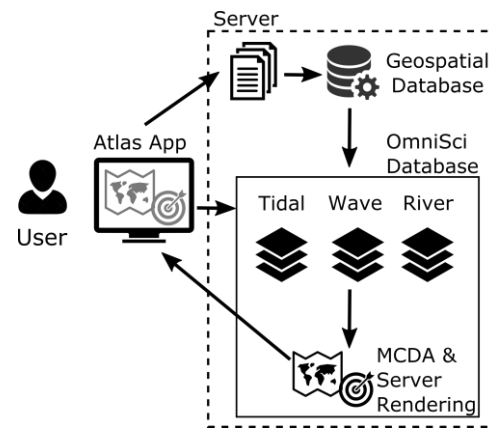 Server
Geospatial
Database
Atlas App
OmniSci
Database
User
Tidal Wave River
MCDA &
Server
Rendering